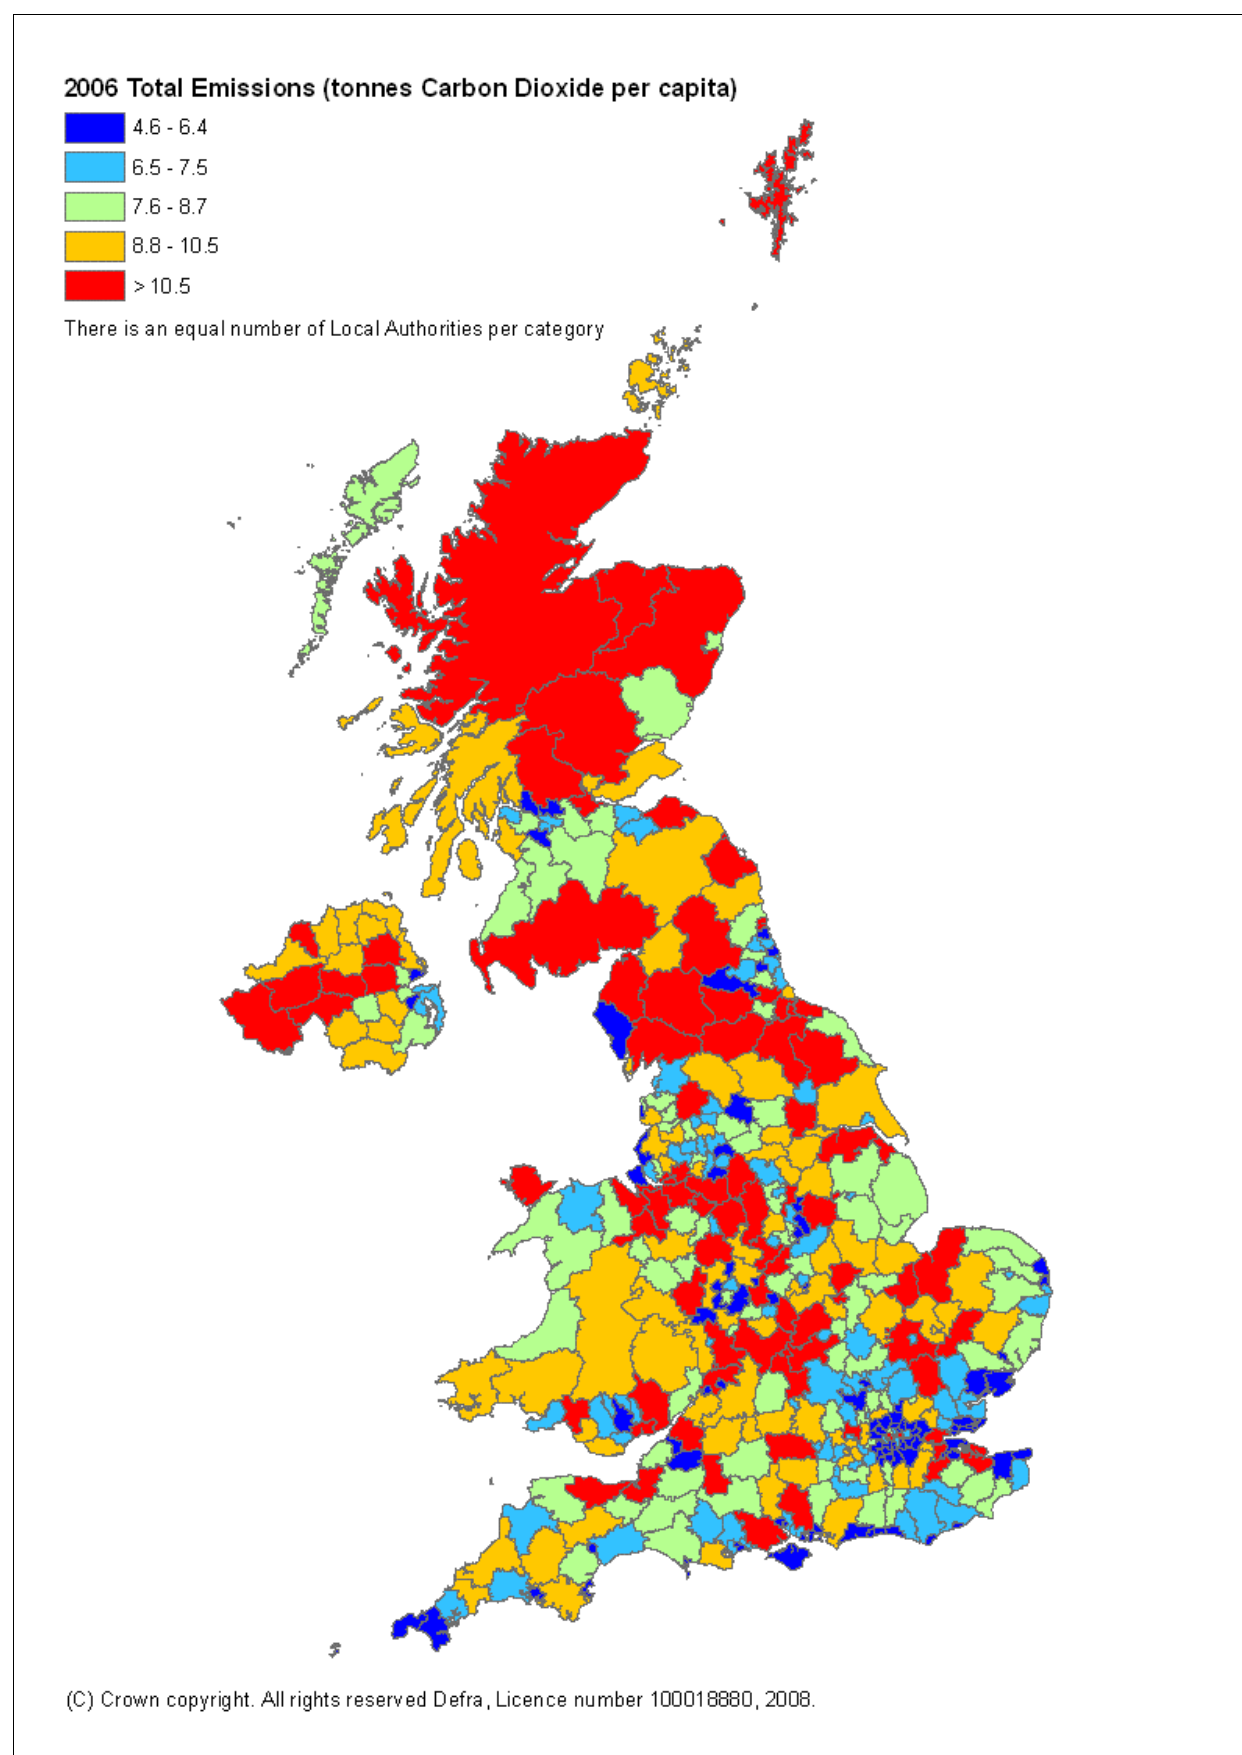 2006 Total Emissions (tonnes Carbon Dioxide per capita)
4.6 - 6.4
6.5 - 7.5
7.6 - 8.7
8.8 - 10.5
> 10.5
There is an equal number of Local Authorities per category
(C) Crown copyright. All rights reserved Defra, Licence number 100018880, 2008.